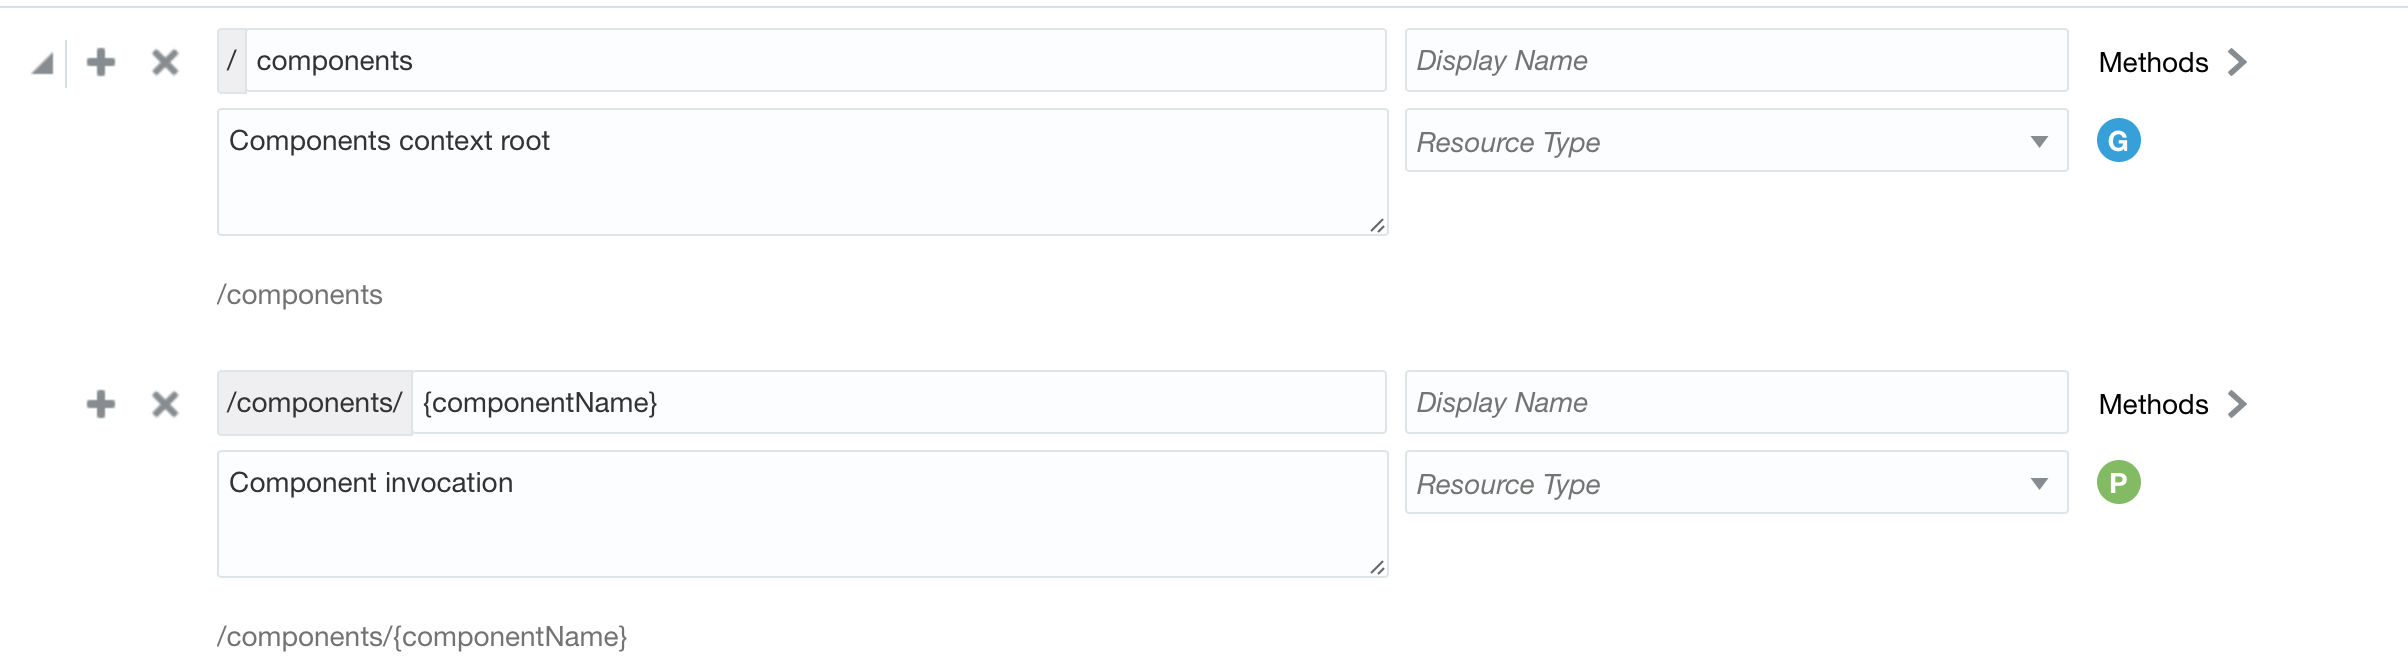 / components Display Name Methods
Components context root Resource Type G
/components
/components/ {componentName} Display Name Methods
Component invocation Resource Type P
/components/{componentName}